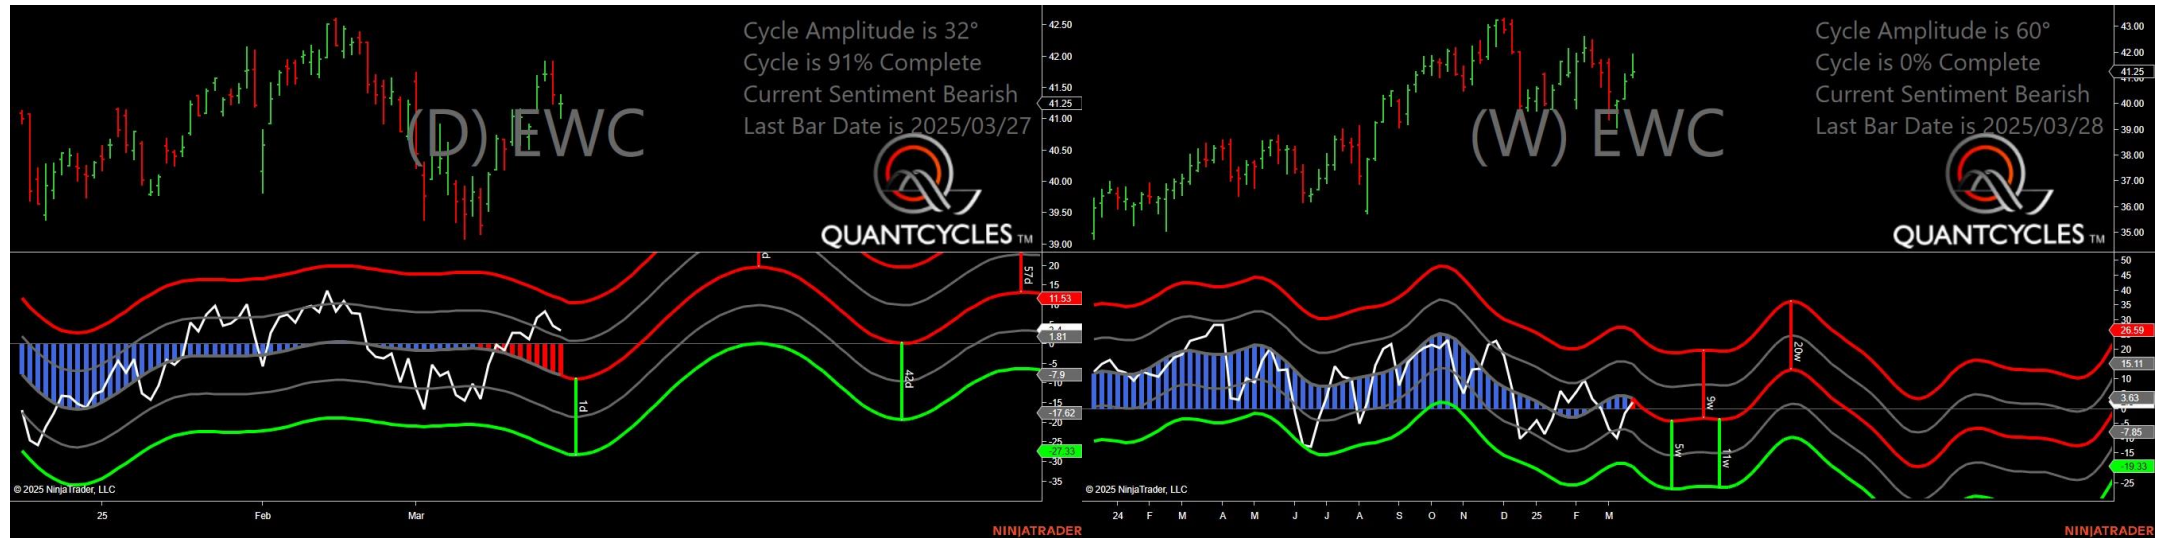 Cycle Amplitude is 32°
Cycle is 91% Complete
Current Sentiment Bearish
Last Bar Date is 2025/03/27
(D) EWC
QUANTCYCLES TM
42.50
42.00
41.50
41.25
41.00
40.50
40.00
39.50
39.00
57d
1d
42d
20
15
11.53
1.81
0
-5
-7.9
-10
-15
-17.62
-20
-25
-27.33
-30
-35
© 2025 NinjaTrader, LLC
25 Feb Mar
NINJATRADER
Cycle Amplitude is 60°
Cycle is 0% Complete
Current Sentiment Bearish
Last Bar Date is 2025/03/28
(W) EWC
QUANTCYCLES TM
43.00
42.00
41.25
40.00
39.00
38.00
37.00
36.00
35.00
9w
5w
11w
20w
50
45
40
35
30
26.59
20
15.11
10
3.63
-5
-7.85
-15
-19.33
-25
© 2025 NinjaTrader, LLC
24 F M A M J J A S O N D 25 F M
NINJATRADER